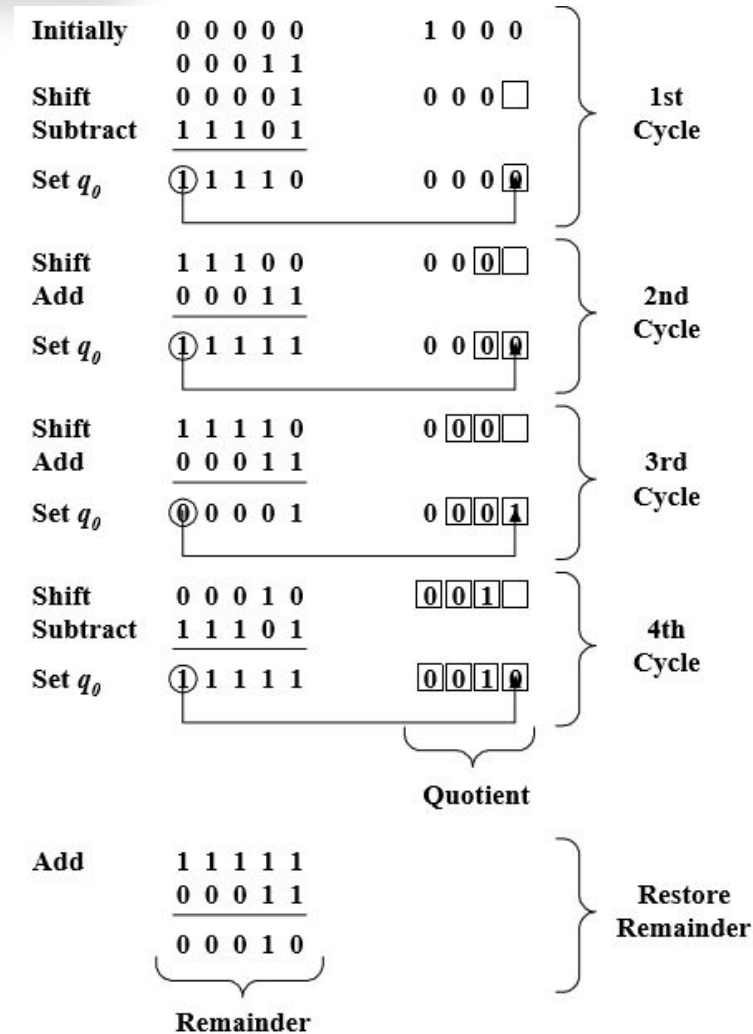 Initially 0 0 0 0 0 1 0 0 0
0 0 0 1 1
Shift 0 0 0 0 1 0 0 0
1st
Subtract 1 1 1 0 1
Cycle
Set q0 1 1 1 1 0 0 0 0 0
Shift 1 1 1 0 0 0 0 0
Add 0 0 0 1 1
2nd
Cycle
Set q0 1 1 1 1 1 0 0 0 0
Shift 1 1 1 1 0 0 0 0
Add 0 0 0 1 1
3rd
Cycle
Set q0 0 0 0 0 1 0 0 0 1
Shift 0 0 0 1 0 0 0 1
Subtract 1 1 1 0 1
4th
Cycle
Set q0 1 1 1 1 1 0 0 1 0
Quotient
Add 1 1 1 1 1
0 0 0 1 1
Restore
Remainder
0 0 0 1 0
Remainder